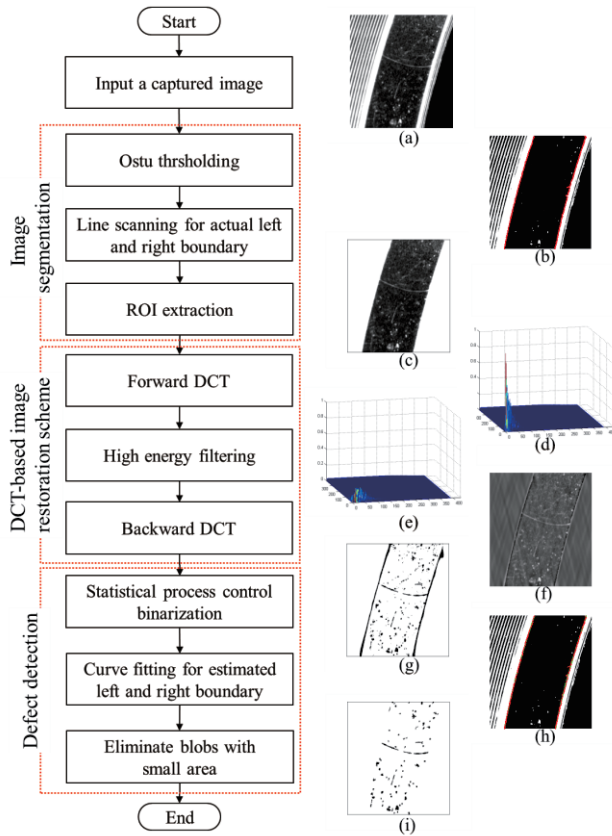 Start
Input a captured image
(a)
Image
segmentation
Ostu thrsholding
Line scanning for actual left
and right boundary
(b)
ROI extraction
(c)
DCT-based image
restoration scheme
Forward DCT
(d)
High energy filtering
(e)
Backward DCT
(f)
Defect detection
Statistical process control
binarization
(g)
Curve fitting for estimated
left and right boundary
(h)
Eliminate blobs with
small area
(i)
End